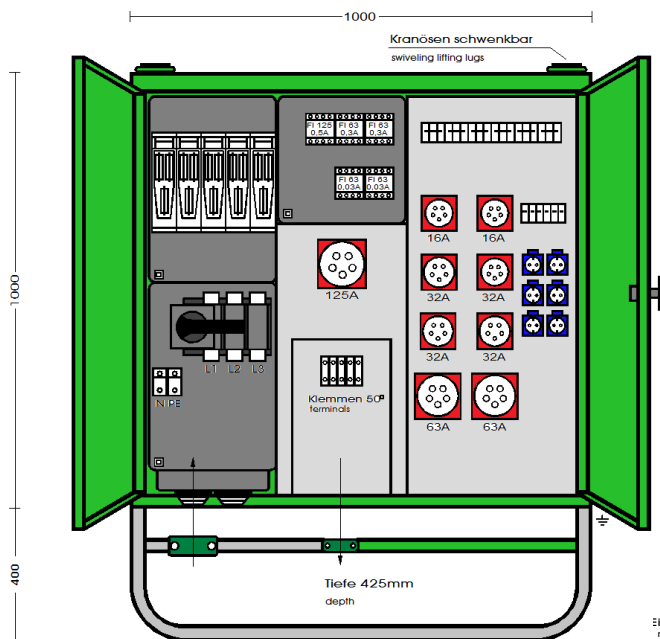 1000
Kranösen schwenkbar
swiveling lifting lugs
FI 125 FI 63 FI 63
0,5A 0,3A 0,3A
FI 63 FI 63
0,03A 0,03A
16A 16A
125A
32A 32A
1000
32A 32A
L1 L2 L3
Klemmen 50°
terminals
N PE
63A 63A
400
Tiefe 425mm
depth